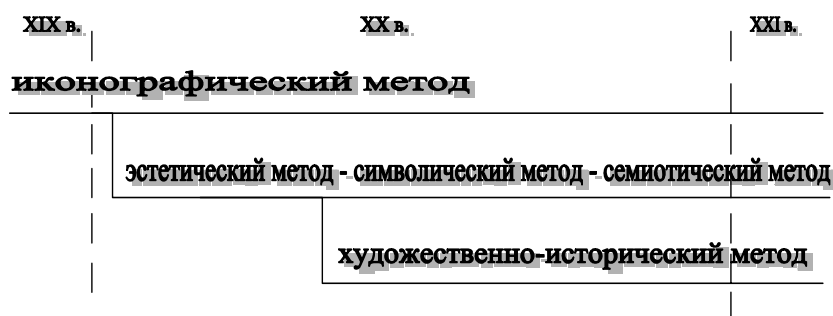 XIX в. XX в. XXI в.
иконографический метод
эстетический метод - символический метод - семиотический метод
художественно-исторический метод